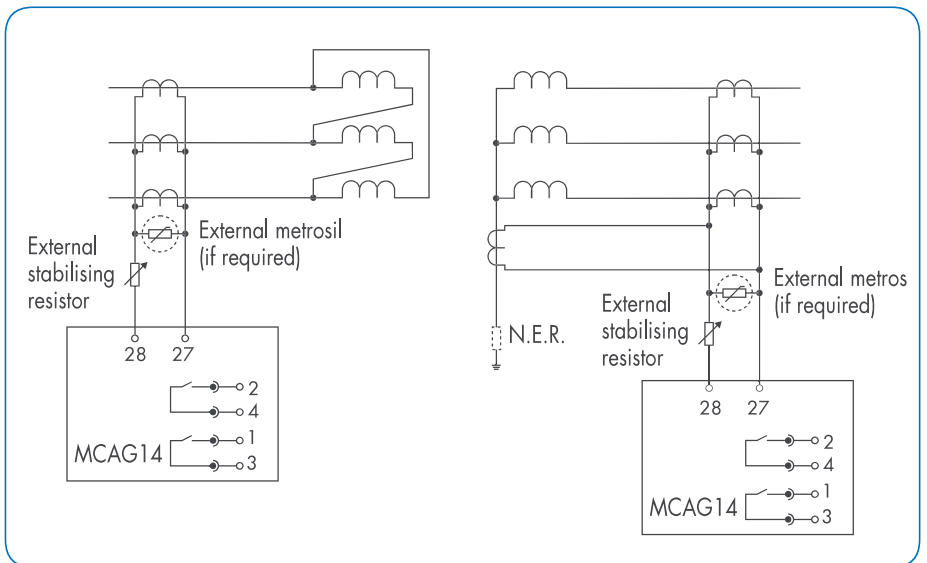 External metrosil
(if required)
External
stabilising
resistor
28 27
2
4
MCAG14
1
3
External metros
(if required)
External
stabilising
resistor
N.E.R.
28 27
2
4
MCAG14
1
3